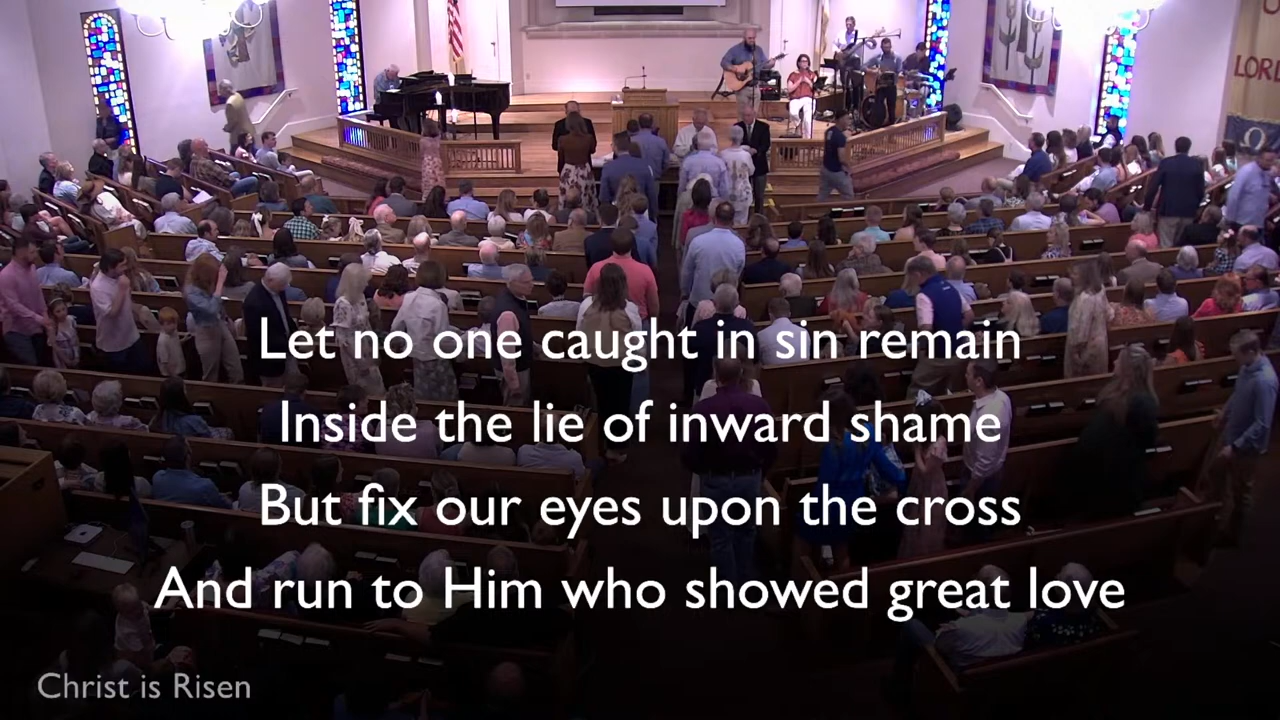 LORD
Let no one caught in sin remain
Inside the lie of inward shame
But fix our eyes upon the cross
And run to Him who showed great love
Christ is Risen